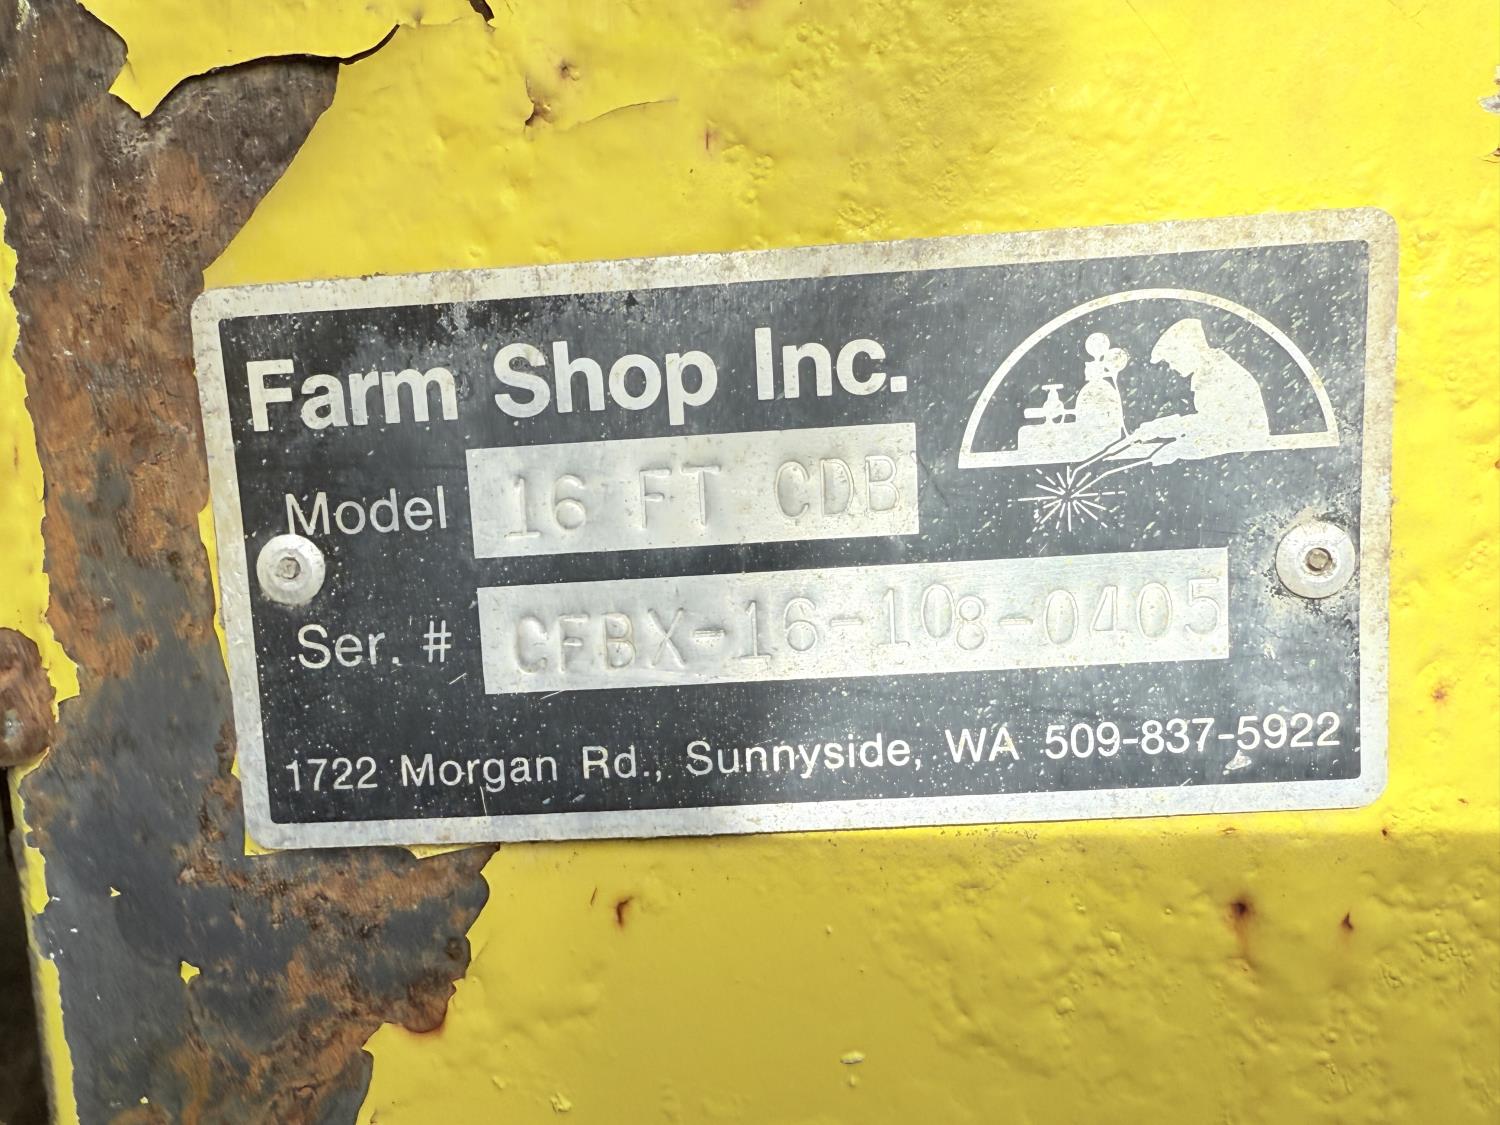 Farm Shop Inc.
Model 16 FT CDB
Ser. # CFBX-16-108-0405
1722 Morgan Rd., Sunnyside, WA 509-837-5922